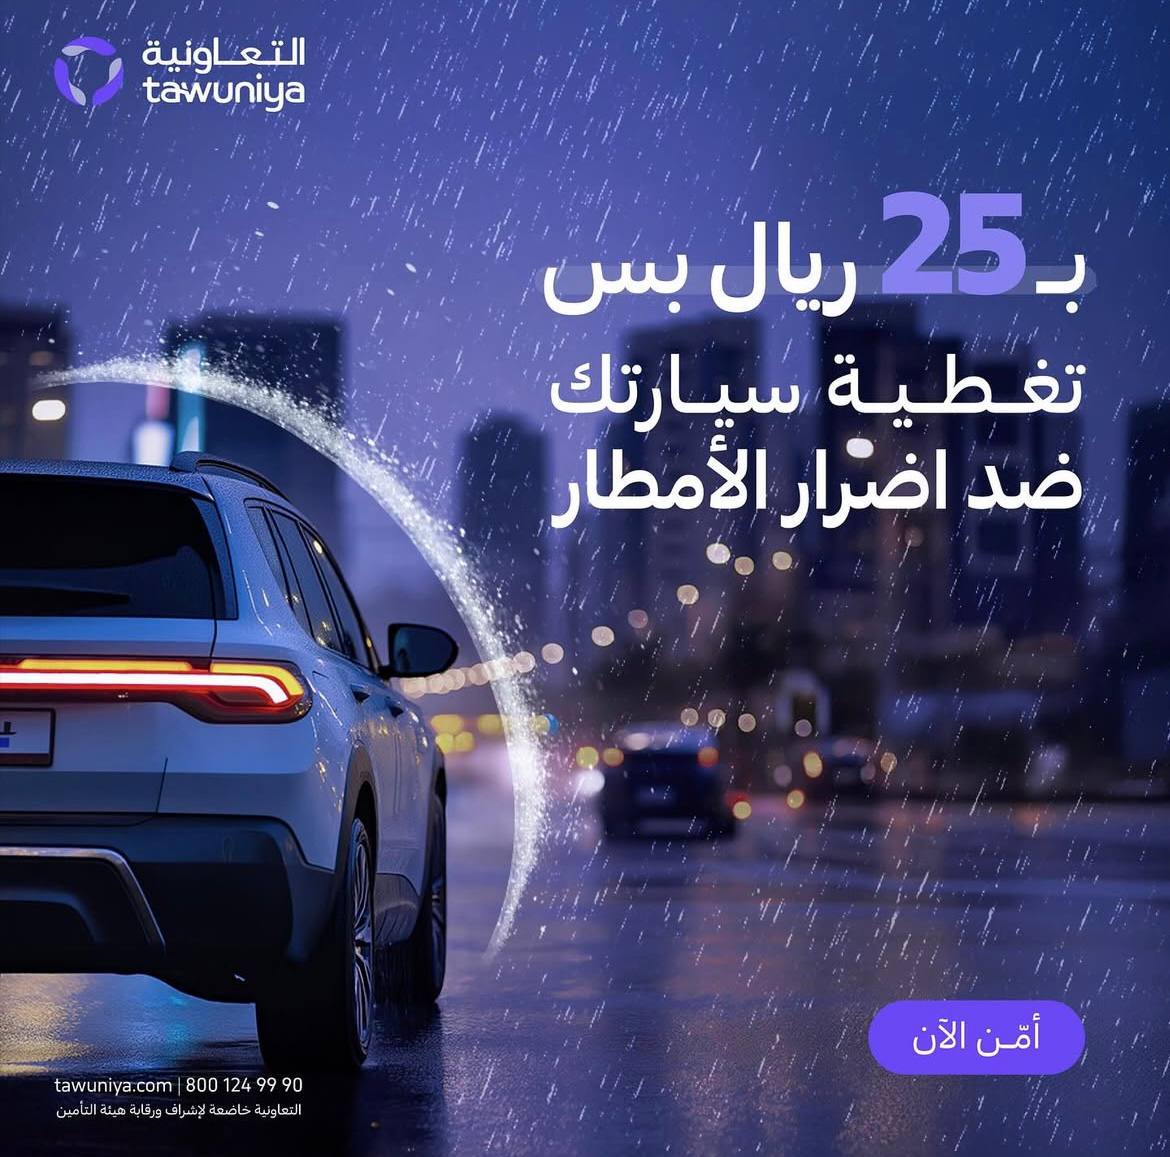 التعاونية
tawuniya
بـ 25 ريال بس
تغطية سيارتك
ضد اضرار الأمطار
أمّن الآن
tawuniya.com | 800 124 99 90
التعاونية خاضعة لإشراف ورقابة هيئة التأمين